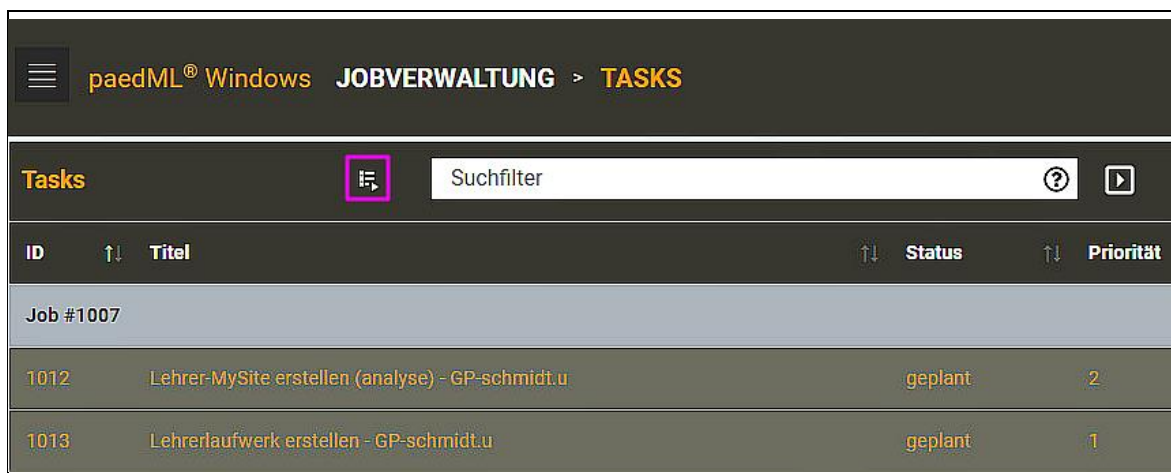 paedML® Windows JOBVERWALTUNG > TASKS
Tasks Suchfilter
ID Titel Status Priorität
Job #1007
1012 Lehrer-MySite erstellen (analyse) - GP-schmidt.u geplant 2
1013 Lehrerlaufwerk erstellen - GP-schmidt.u geplant 1